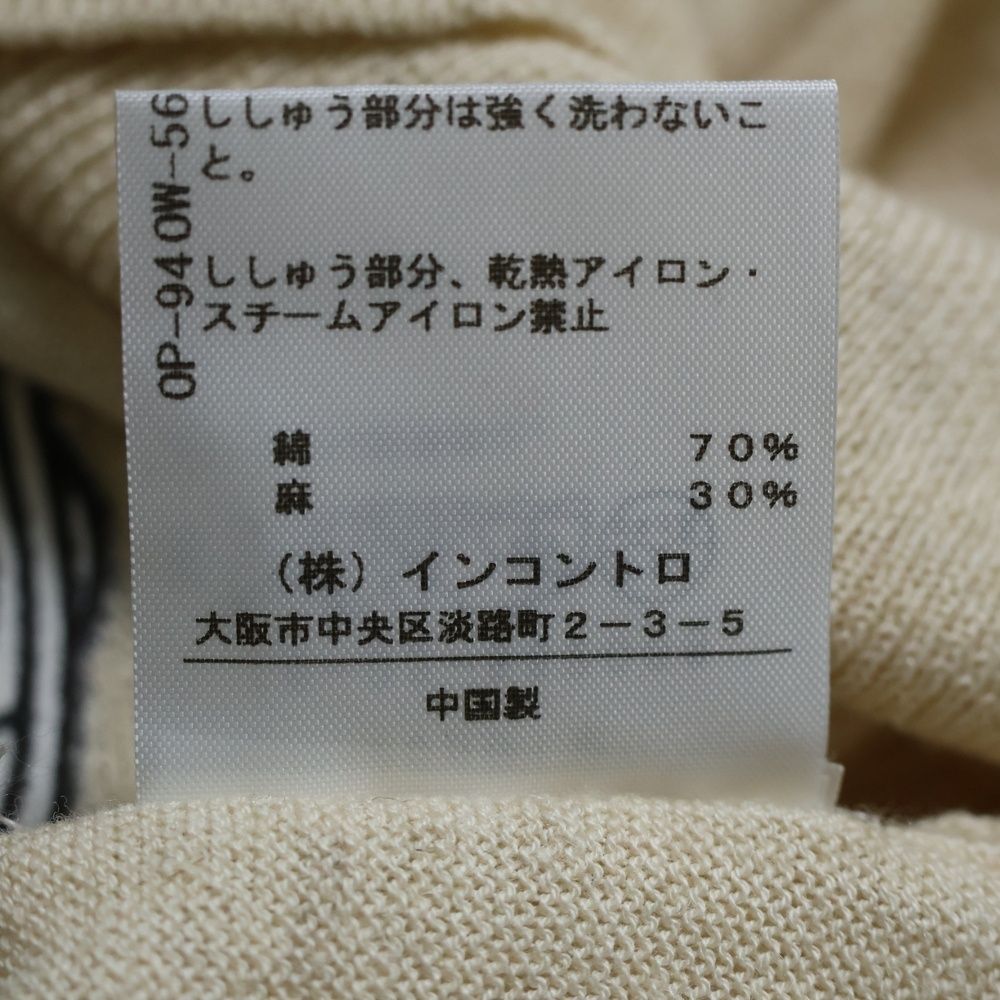 OP-940W-56
ししゅう部分は強く洗わないこ
と。
ししゅう部分、乾熱アイロン・
スチームアイロン禁止
綿 70%
麻 30%
（株）インコントロ
大阪市中央区淡路町2－3－5
中国製